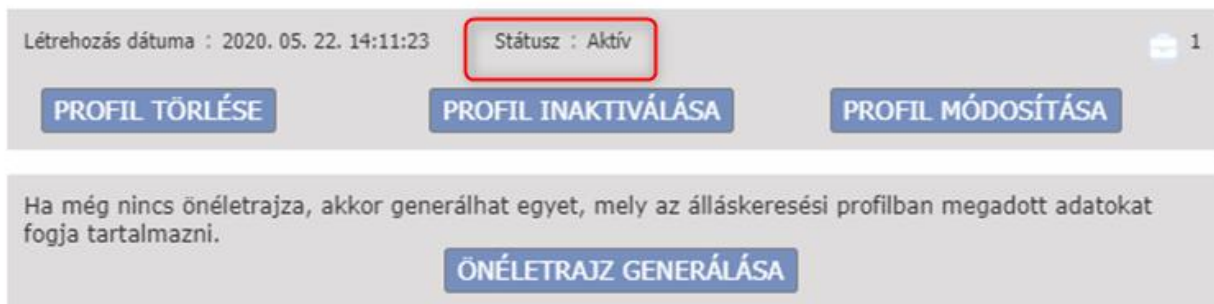 Létrehozás dátuma : 2020. 05. 22. 14:11:23 Státusz : Aktív 1
PROFIL TÖRLÉSE PROFIL INAKTIVÁLÁSA PROFIL MÓDOSÍTÁSA
Ha még nincs önéletrajza, akkor generálhat egyet, mely az álláskeresési profilban megadott adatokat
fogja tartalmazni.
ÖNÉLETRAJZ GENERÁLÁSA